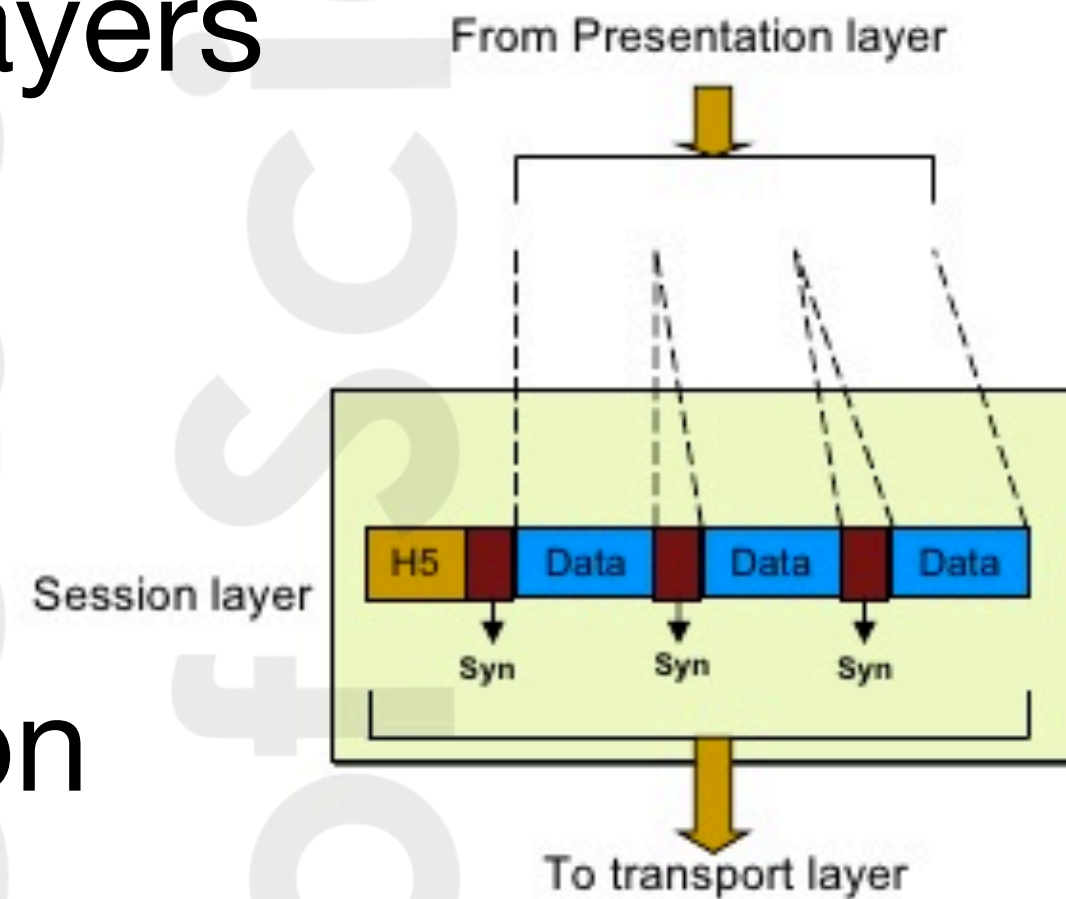 ayers
From Presentation layer
H5 Data Data Data
Session layer
Syn Syn Syn
on
To transport layer